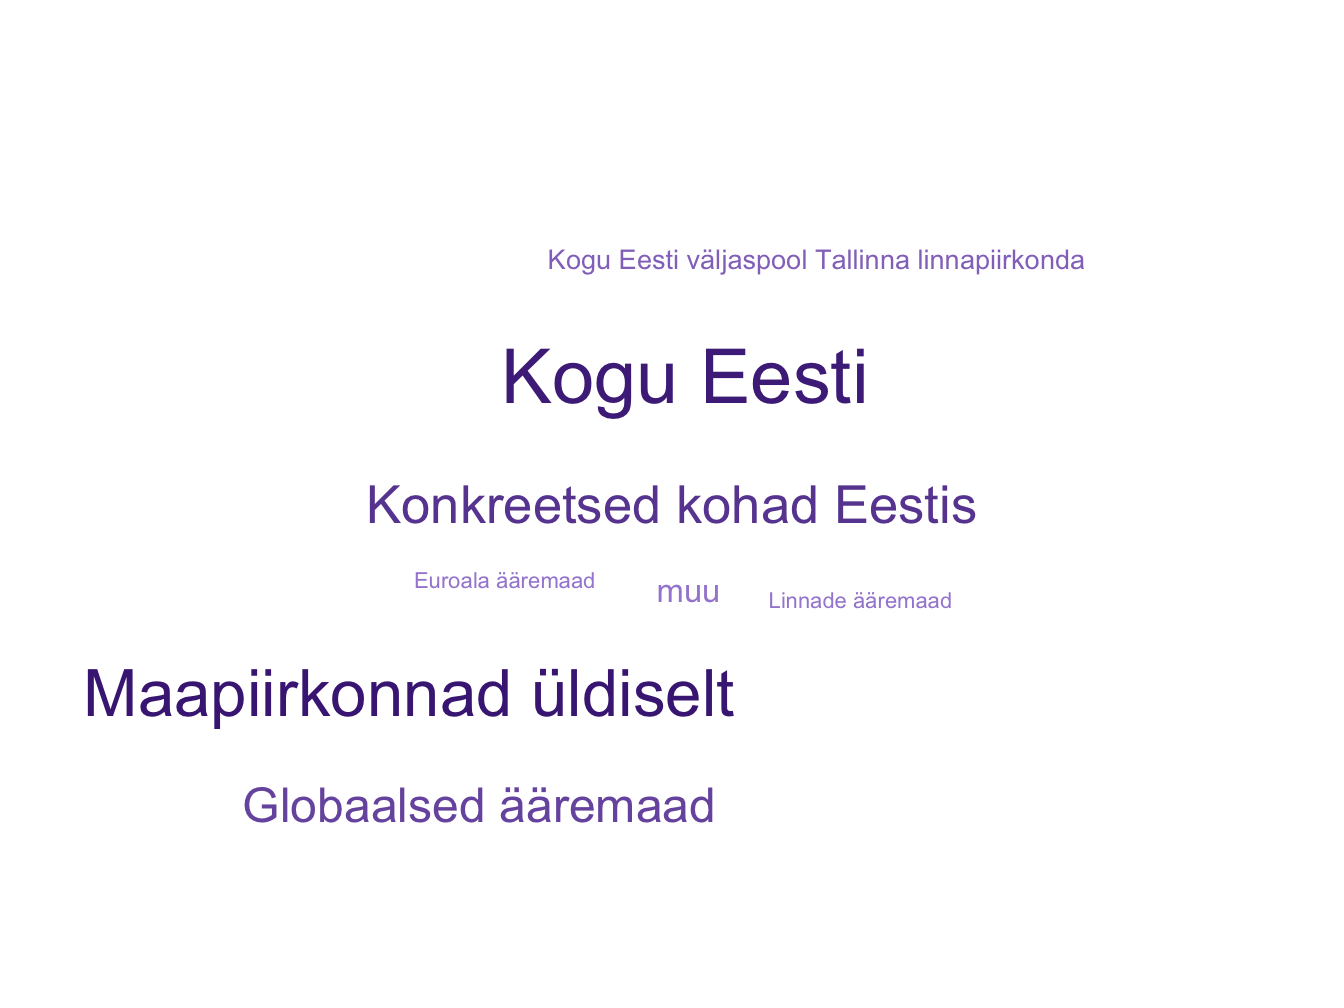 Kogu Eesti väljaspool Tallinna linnapiirkonda
Kogu Eesti
Konkreetsed kohad Eestis
Euroala ääremaad
muu
Linnade ääremaad
Maapiirkonnad üldiselt
Globaalsed ääremaad